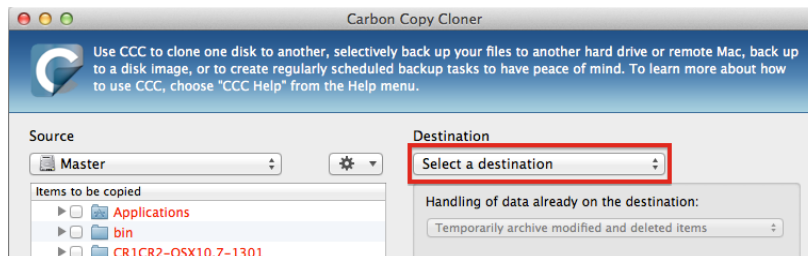 Carbon Copy Cloner
Use CCC to clone one disk to another, selectively back up your files to another hard drive or remote Mac, back up
to a disk image, or to create regularly scheduled backup tasks to have peace of mind. To learn more about how
to use CCC, choose "CCC Help" from the Help menu.
Source
Master
Items to be copied
Applications
bin
CR1CR2-OSX10.7-1301
Destination
Select a destination
Handling of data already on the destination:
Temporarily archive modified and deleted items